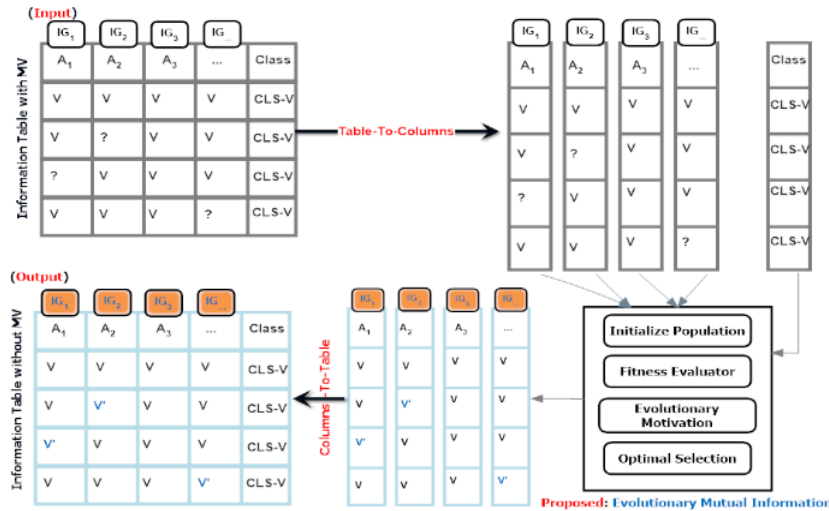 (Input)
IG1 IG2 IG3 IG...
A1 A2 A3 ... Class
V V V V CLS-V
V ? V V CLS-V
? V V V CLS-V
V V V ? CLS-V
Information Table with MV
Table-To-Columns
IG1 IG2 IG3 IG...
A1 A2 A3 ... Class
V V V V CLS-V
V ? V V CLS-V
? V V V CLS-V
V V V ? CLS-V
(Output)
IG1 IG2 IG3 IG...
A1 A2 A3 ... Class
V V V V CLS-V
V V' V V CLS-V
V' V V V CLS-V
V V V V' CLS-V
Information Table without MV
Columns-To-Table
IG1 IG2 IG3 IG
A1 A2 A3 ...
V V V V
V V' V V
V' V V V
V V V V'
Initialize Population
Fitness Evaluator
Evolutionary
Motivation
Optimal Selection
Proposed: Evolutionary Mutual Information